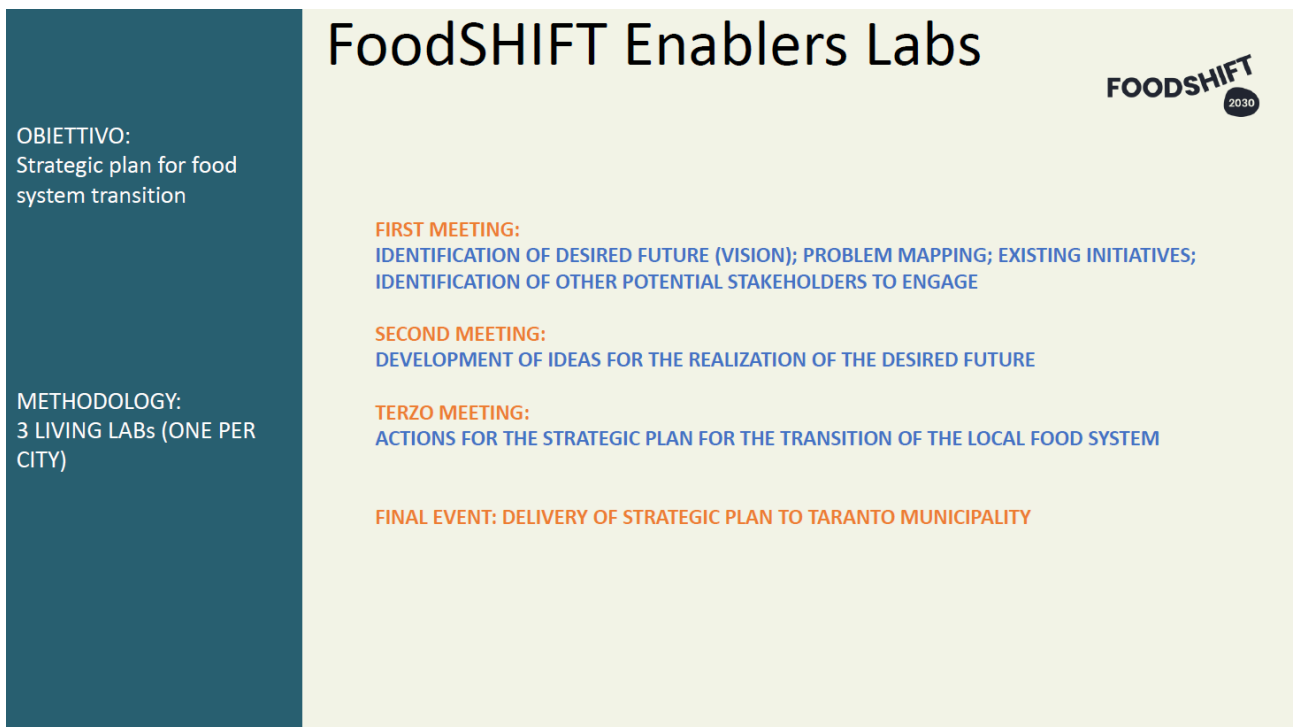 FoodSHIFT Enablers Labs
FOODSHIFT
2030
OBIETTIVO:
Strategic plan for food
system transition
METHODOLOGY:
3 LIVING LABs (ONE PER
CITY)
FIRST MEETING:
IDENTIFICATION OF DESIRED FUTURE (VISION); PROBLEM MAPPING; EXISTING INITIATIVES;
IDENTIFICATION OF OTHER POTENTIAL STAKEHOLDERS TO ENGAGE
SECOND MEETING:
DEVELOPMENT OF IDEAS FOR THE REALIZATION OF THE DESIRED FUTURE
TERZO MEETING:
ACTIONS FOR THE STRATEGIC PLAN FOR THE TRANSITION OF THE LOCAL FOOD SYSTEM
FINAL EVENT: DELIVERY OF STRATEGIC PLAN TO TARANTO MUNICIPALITY